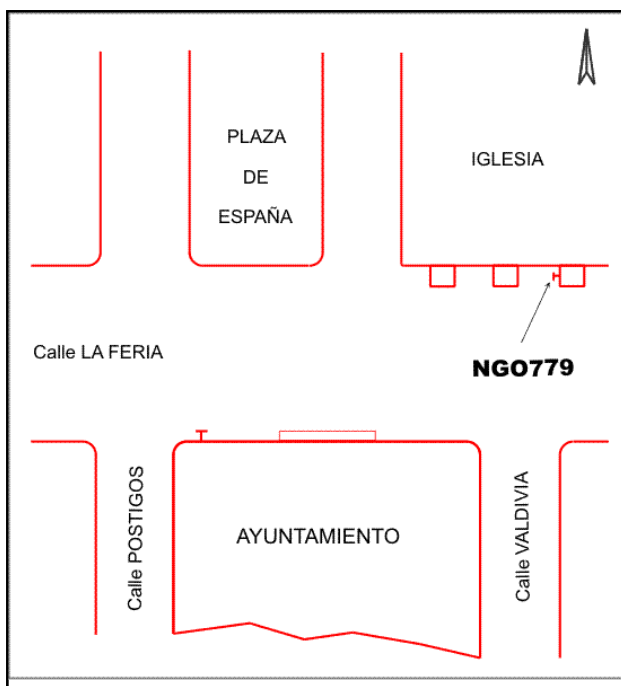 PLAZA
DE
ESPAÑA
IGLESIA
Calle LA FERIA
NGO779
Calle POSTIGOS
AYUNTAMIENTO
Calle VALDIVIA